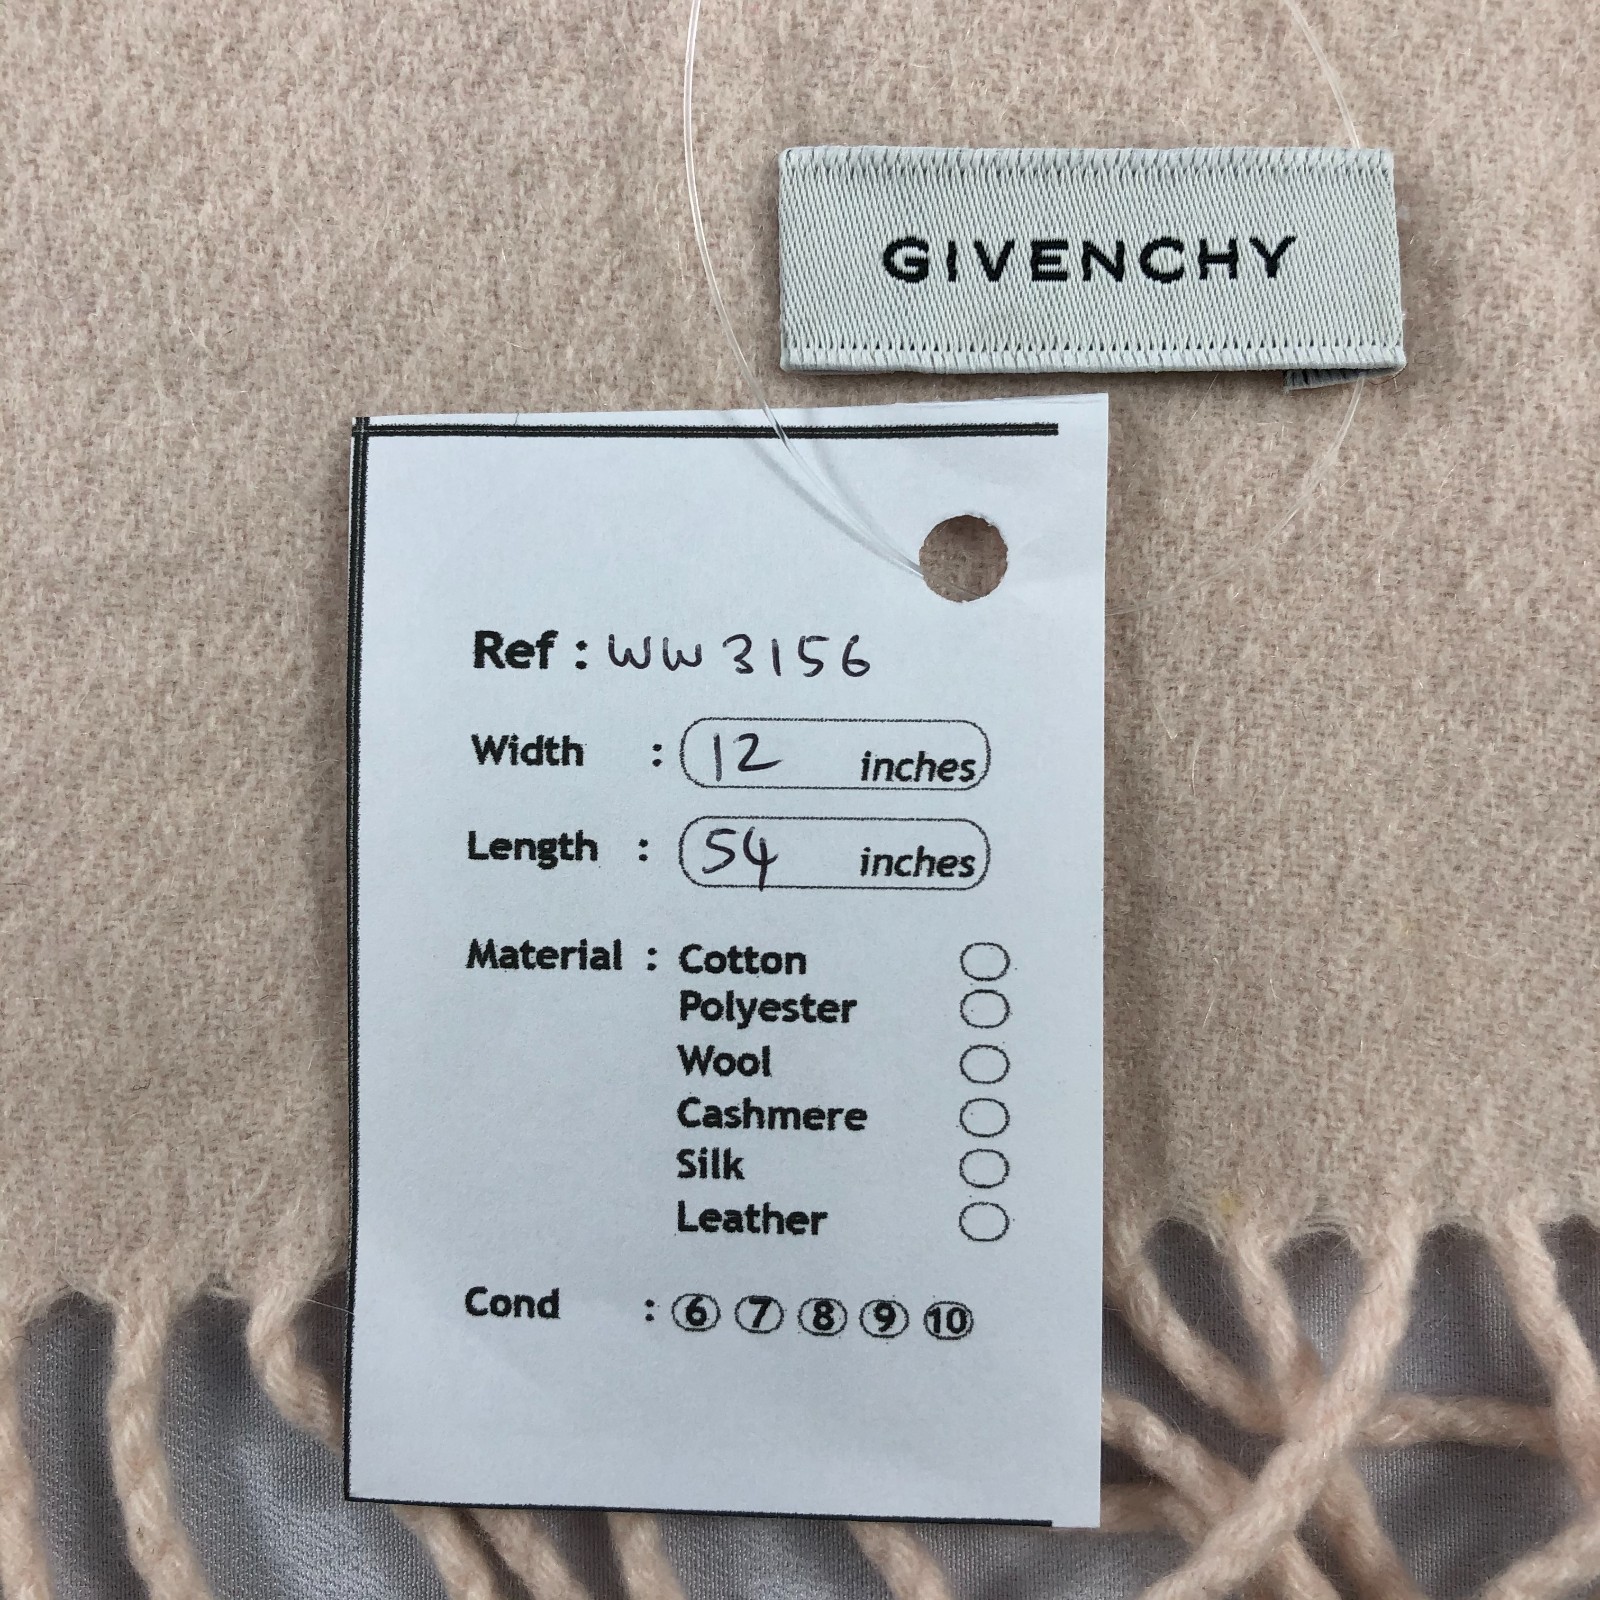 GIVENCHY
Ref : WW3156
Width : 12 inches
Length : 54 inches
Material : Cotton
Polyester
Wool
Cashmere
Silk
Leather
Cond : 6 7 8 9 10